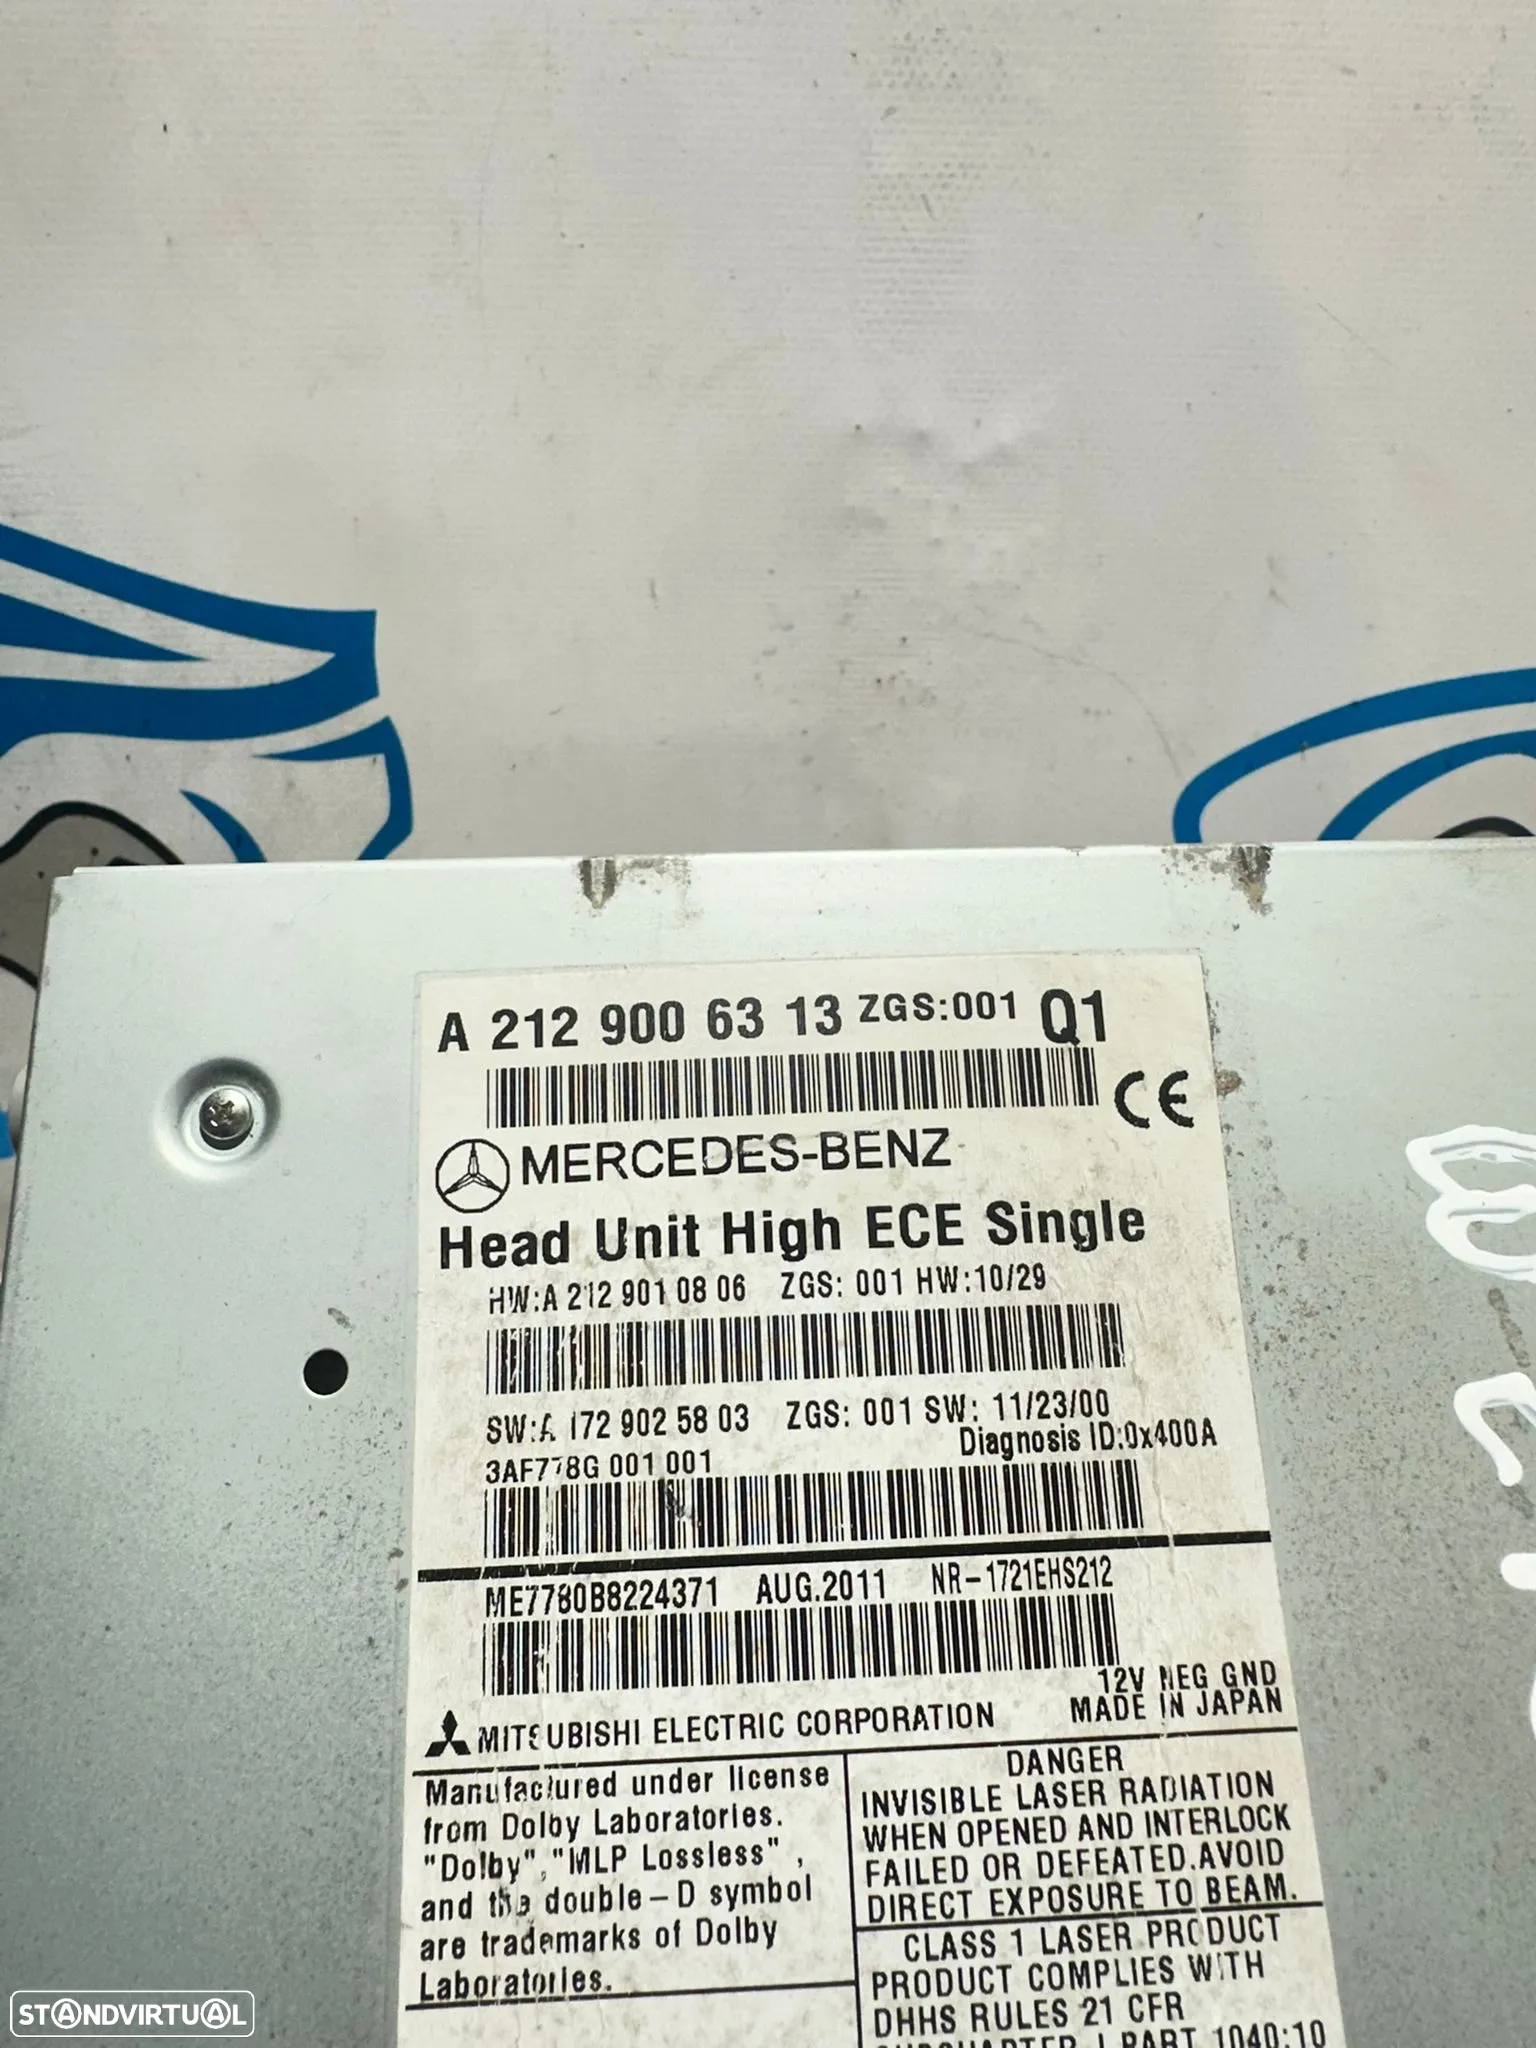 A 212 900 63 13 ZGS:001 Q1
CE
MERCEDES-BENZ
Head Unit High ECE Single
HW:A 212 901 08 06 ZGS: 001 HW:10/29
SW:A 172 902 58 03 ZGS: 001 SW: 11/23/00
Diagnosis ID:0x400A
3AF778G 001 001
ME7780B8224371 AUG.2011 NR-1721EHS212
12V NEG GND
MITSUBISHI ELECTRIC CORPORATION MADE IN JAPAN
Manufactured under license
from Dolby Laboratories.
"Dolby","MLP Lossless",
and the double-D symbol
are trademarks of Dolby
Laboratories.
DANGER
INVISIBLE LASER RADIATION
WHEN OPENED AND INTERLOCK
FAILED OR DEFEATED.AVOID
DIRECT EXPOSURE TO BEAM.
CLASS 1 LASER PRODUCT
PRODUCT COMPLIES WITH
DHHS RULES 21 CFR
SUBCHAPTER J PART 1040:10
STANDVIRTUAL